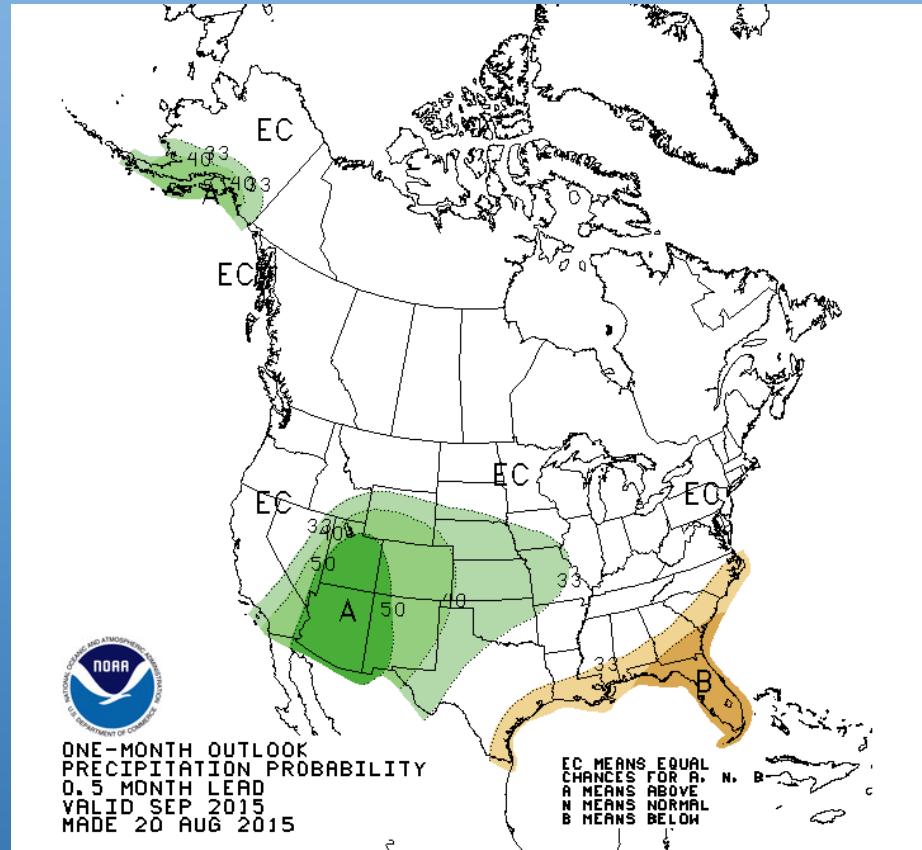 EC
33
40
40
33
A
EC
EC
EC
EC
33
40
50
33
A
50
40
33
B
NATIONAL OCEANIC AND ATMOSPHERIC ADMINISTRATION
NOAA
U.S. DEPARTMENT OF COMMERCE
ONE-MONTH OUTLOOK
PRECIPITATION PROBABILITY
0.5 MONTH LEAD
VALID SEP 2015
MADE 20 AUG 2015
EC MEANS EQUAL
CHANCES FOR A, N, B
A MEANS ABOVE
N MEANS NORMAL
B MEANS BELOW